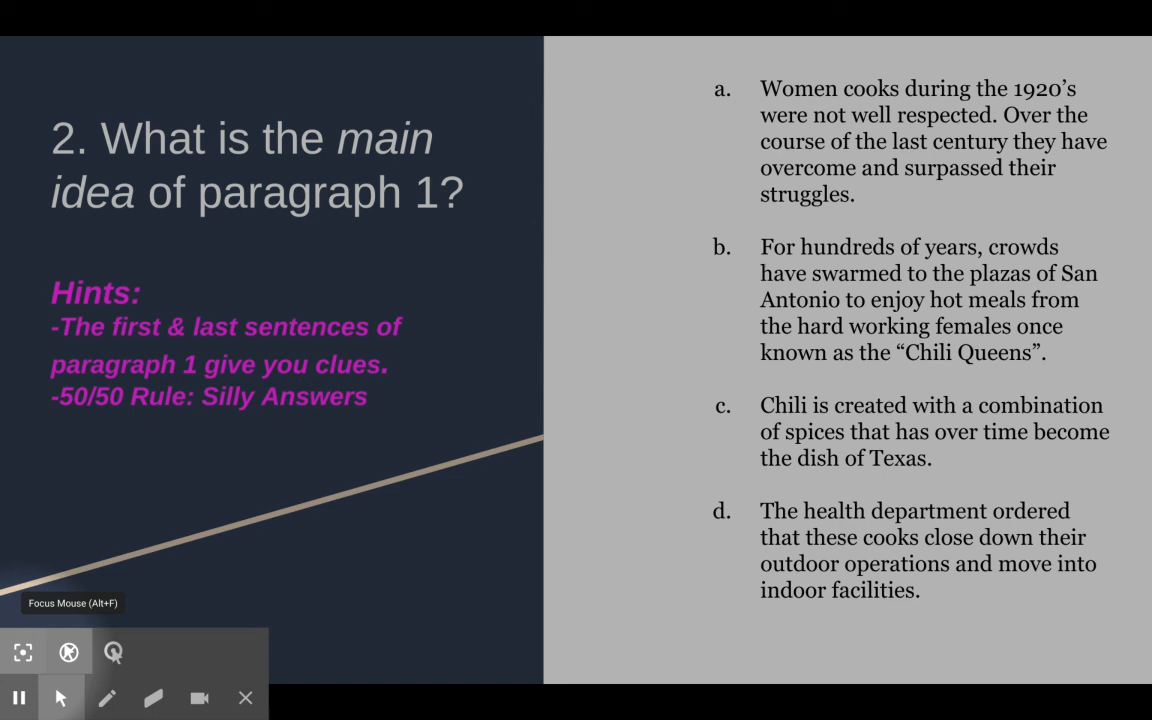 2. What is the main
idea of paragraph 1?
Hints:
-The first & last sentences of
paragraph 1 give you clues.
-50/50 Rule: Silly Answers
a. Women cooks during the 1920’s
were not well respected. Over the
course of the last century they have
overcome and surpassed their
struggles.
b. For hundreds of years, crowds
have swarmed to the plazas of San
Antonio to enjoy hot meals from
the hard working females once
known as the “Chili Queens”.
c. Chili is created with a combination
of spices that has over time become
the dish of Texas.
d. The health department ordered
that these cooks close down their
outdoor operations and move into
indoor facilities.
Focus Mouse (Alt+F)